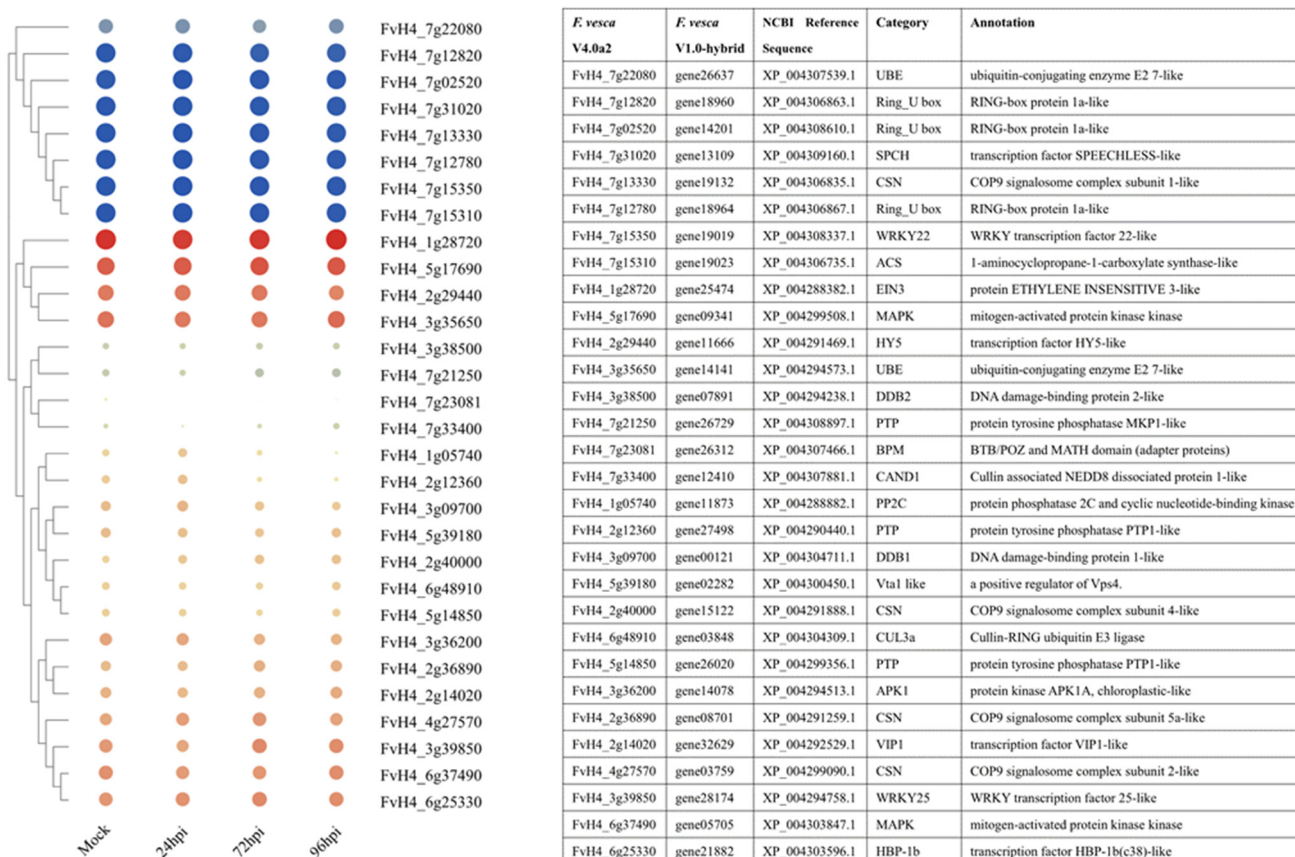 FvH4_7g22080
FvH4_7g12820
FvH4_7g02520
FvH4_7g31020
FvH4_7g13330
FvH4_7g12780
FvH4_7g15350
FvH4_7g15310
FvH4_1g28720
FvH4_5g17690
FvH4_2g29440
FvH4_3g35650
FvH4_3g38500
FvH4_7g21250
FvH4_7g23081
FvH4_7g33400
FvH4_1g05740
FvH4_2g12360
FvH4_3g09700
FvH4_5g39180
FvH4_2g40000
FvH4_6g48910
FvH4_5g14850
FvH4_3g36200
FvH4_2g36890
FvH4_2g14020
FvH4_4g27570
FvH4_3g39850
FvH4_6g37490
FvH4_6g25330
Mock 24hpi 72hpi 96hpi
F. vesca F. vesca NCBI Reference Category Annotation
V4.0a2 V1.0-hybrid Sequence
FvH4_7g22080 gene26637 XP_004307539.1 UBE ubiquitin-conjugating enzyme E2 7-like
FvH4_7g12820 gene18960 XP_004306863.1 Ring_U box RING-box protein 1a-like
FvH4_7g02520 gene14201 XP_004308610.1 Ring_U box RING-box protein 1a-like
FvH4_7g31020 gene13109 XP_004309160.1 SPCH transcription factor SPEECHLESS-like
FvH4_7g13330 gene19132 XP_004306835.1 CSN COP9 signalosome complex subunit 1-like
FvH4_7g12780 gene18964 XP_004306867.1 Ring_U box RING-box protein 1a-like
FvH4_7g15350 gene19019 XP_004308337.1 WRKY22 WRKY transcription factor 22-like
FvH4_7g15310 gene19023 XP_004306735.1 ACS 1-aminocyclopropane-1-carboxylate synthase-like
FvH4_1g28720 gene25474 XP_004288382.1 EIN3 protein ETHYLENE INSENSITIVE 3-like
FvH4_5g17690 gene09341 XP_004299508.1 MAPK mitogen-activated protein kinase kinase
FvH4_2g29440 gene11666 XP_004291469.1 HY5 transcription factor HY5-like
FvH4_3g35650 gene14141 XP_004294573.1 UBE ubiquitin-conjugating enzyme E2 7-like
FvH4_3g38500 gene07891 XP_004294238.1 DDB2 DNA damage-binding protein 2-like
FvH4_7g21250 gene26729 XP_004308897.1 PTP protein tyrosine phosphatase MKP1-like
FvH4_7g23081 gene26312 XP_004307466.1 BPM BTB/POZ and MATH domain (adapter proteins)
FvH4_7g33400 gene12410 XP_004307881.1 CAND1 Cullin associated NEDD8 dissociated protein 1-like
FvH4_1g05740 gene11873 XP_004288882.1 PP2C protein phosphatase 2C and cyclic nucleotide-binding kinase
FvH4_2g12360 gene27498 XP_004290440.1 PTP protein tyrosine phosphatase PTP1-like
FvH4_3g09700 gene00121 XP_004304711.1 DDB1 DNA damage-binding protein 1-like
FvH4_5g39180 gene02282 XP_004300450.1 Vta1 like a positive regulator of Vps4.
FvH4_2g40000 gene15122 XP_004291888.1 CSN COP9 signalosome complex subunit 4-like
FvH4_6g48910 gene03848 XP_004304309.1 CUL3a Cullin-RING ubiquitin E3 ligase
FvH4_5g14850 gene26020 XP_004299356.1 PTP protein tyrosine phosphatase PTP1-like
FvH4_3g36200 gene14078 XP_004294513.1 APK1 protein kinase APK1A, chloroplastic-like
FvH4_2g36890 gene08701 XP_004291259.1 CSN COP9 signalosome complex subunit 5a-like
FvH4_2g14020 gene32629 XP_004292529.1 VIP1 transcription factor VIP1-like
FvH4_4g27570 gene03759 XP_004299090.1 CSN COP9 signalosome complex subunit 2-like
FvH4_3g39850 gene28174 XP_004294758.1 WRKY25 WRKY transcription factor 25-like
FvH4_6g37490 gene05705 XP_004303847.1 MAPK mitogen-activated protein kinase kinase
FvH4_6g25330 gene21882 XP_004303596.1 HBP-1b transcription factor HBP-1b(c38)-like